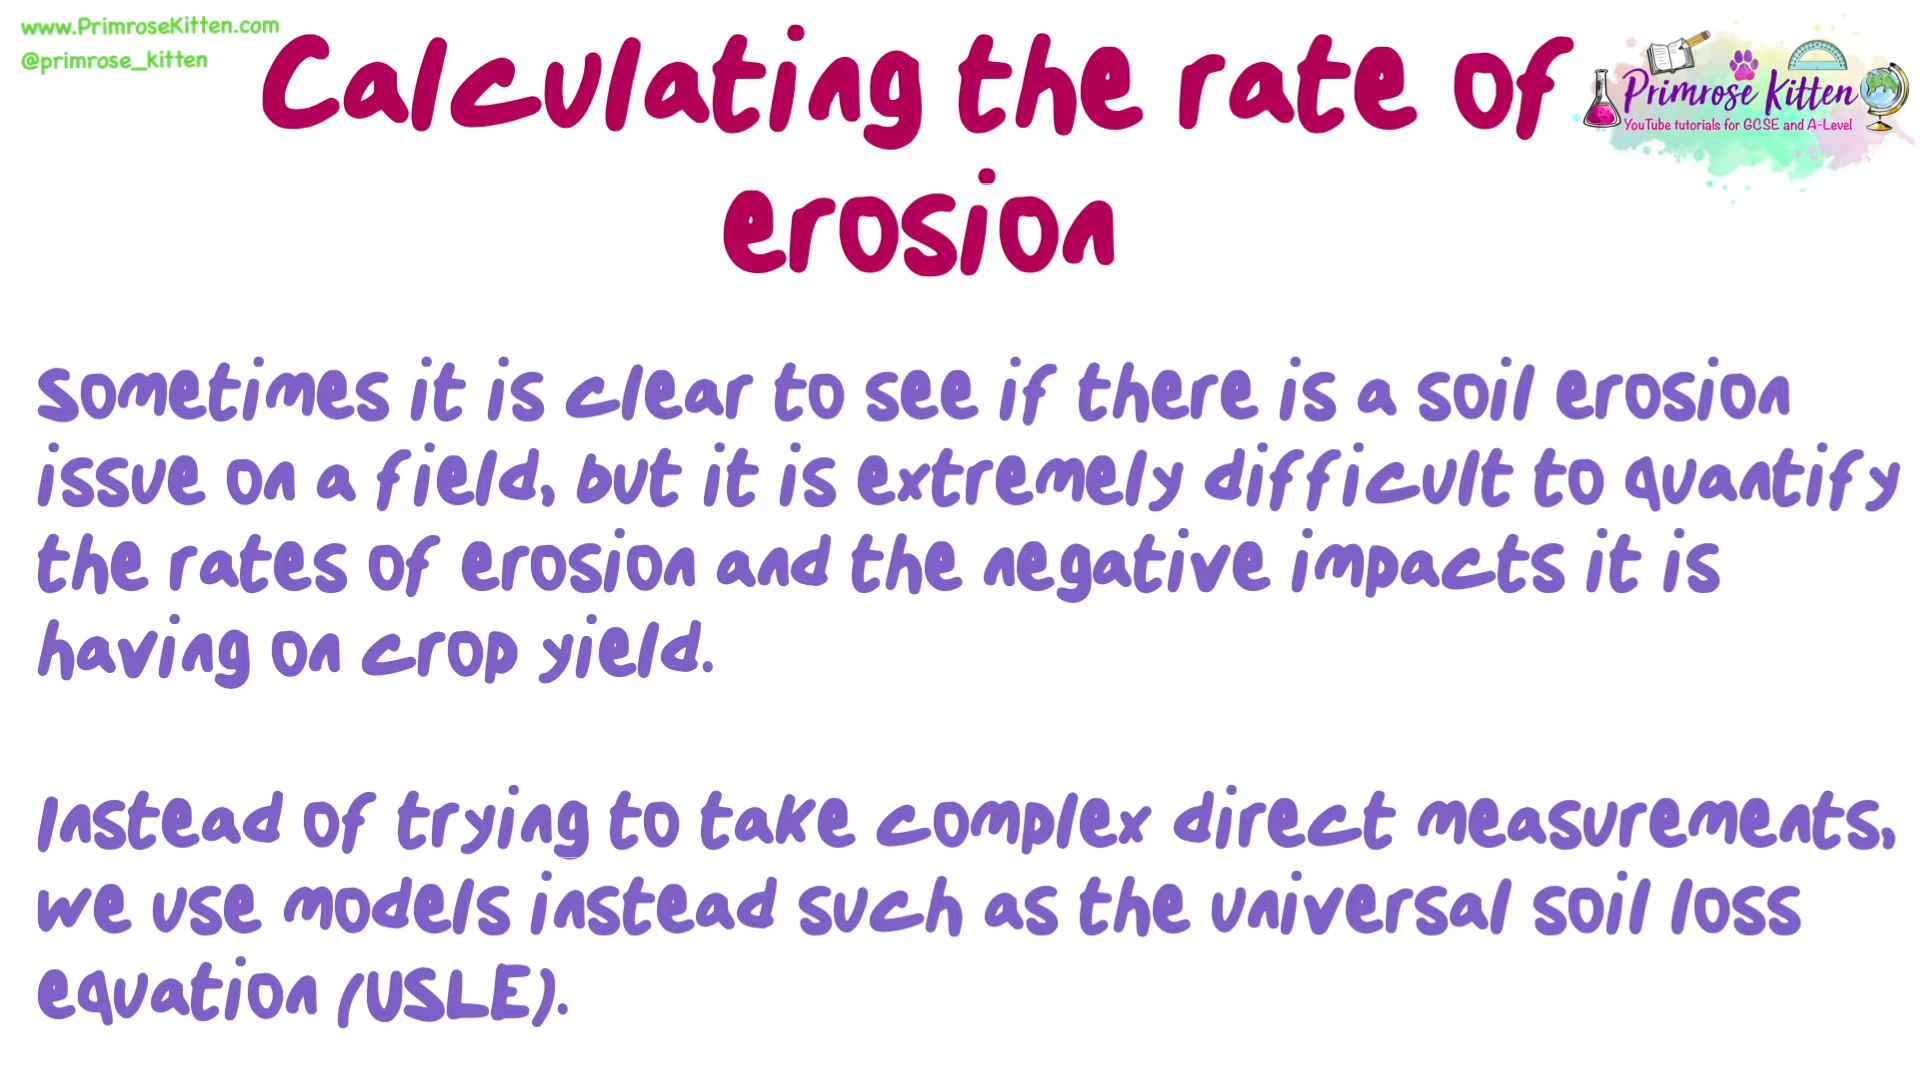 www.PrimroseKitten.com
@primrose_kitten
Calculating the rate of
erosion
Primrose Kitten
YouTube tutorials for GCSE and A-Level
Sometimes it is clear to see if there is a soil erosion
issue on a field, but it is extremely difficult to quantify
the rates of erosion and the negative impacts it is
having on crop yield.
Instead of trying to take complex direct measurements,
we use models instead such as the universal soil loss
equation (USLE).